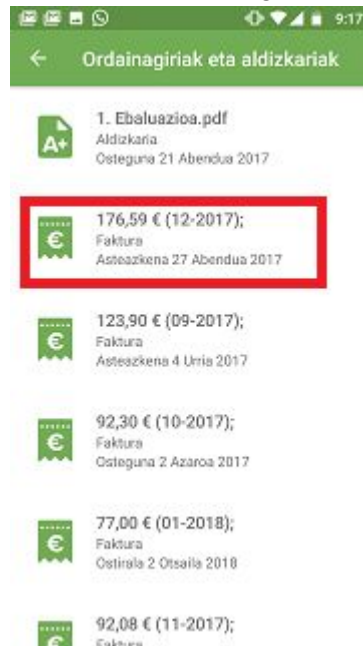 9:17
Ordainagiriak eta aldizkariak
A+
1. Ebaluazioa.pdf
Aldizkaria
Osteguna 21 Abendua 2017
€
176,59 € (12-2017);
Faktura
Asteazkena 27 Abendua 2017
€
123,90 € (09-2017);
Faktura
Asteazkena 4 Urria 2017
€
92,30 € (10-2017);
Faktura
Osteguna 2 Azaroa 2017
€
77,00 € (01-2018);
Faktura
Ostirala 2 Otsaila 2018
€
92,08 € (11-2017);
Faktura